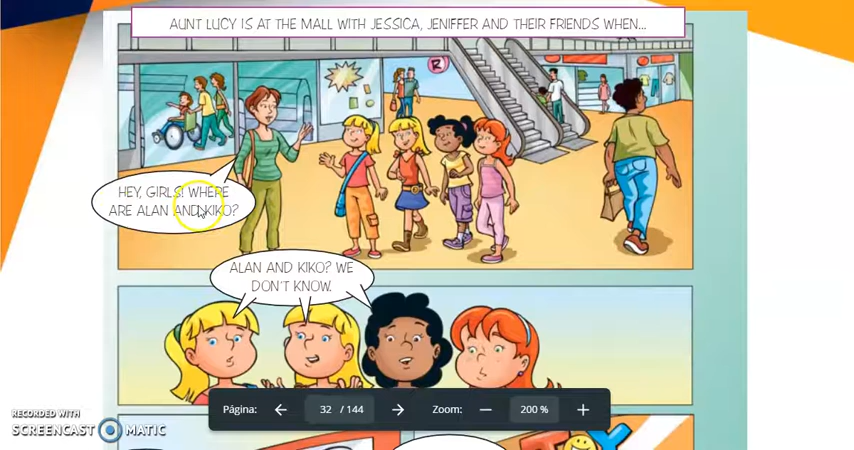 AUNT LUCY IS AT THE MALL WITH JESSICA, JENIFFER AND THEIR FRIENDS WHEN...
R
HEY, GIRLS! WHERE
ARE ALAN AND KIKO?
ALAN AND KIKO? WE
DON'T KNOW.
Página: 32 / 144 Zoom: 200 %
RECORDED WITH
SCREENCAST MATIC